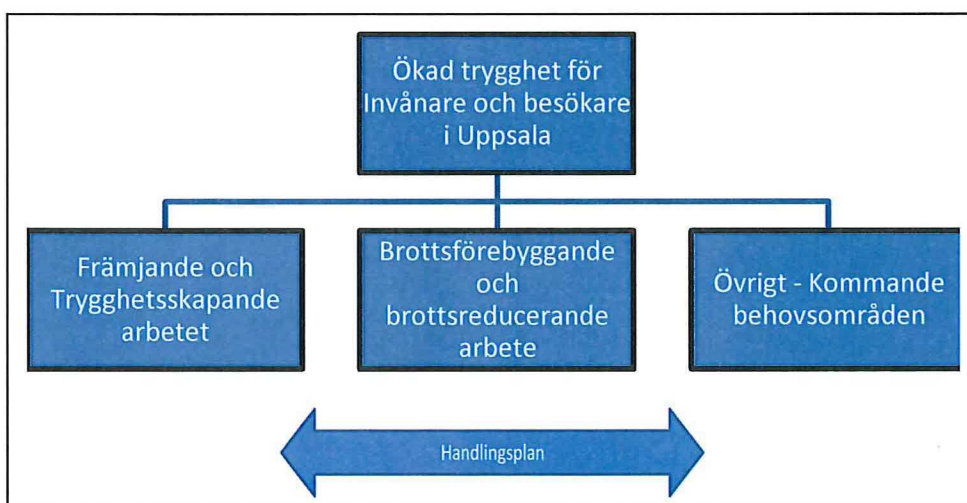 Ökad trygghet för
Invånare och besökare
i Uppsala
Främjande och
Trygghetsskapande
arbetet
Brottsförebyggande
och
brottsreducerande
arbete
Övrigt - Kommande
behovsområden
Handlingsplan